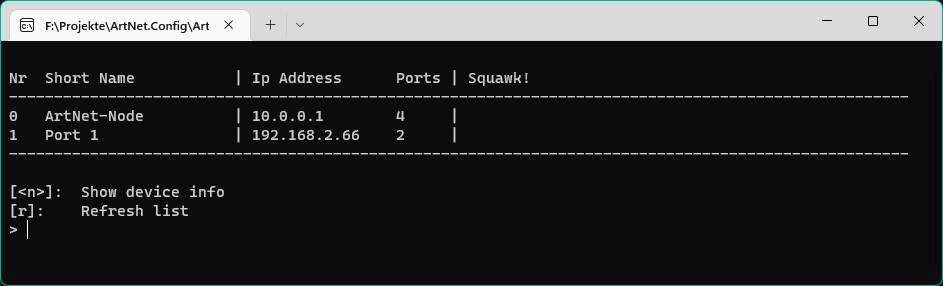 F:\Projekte\ArtNet.Config\Art
Nr Short Name | Ip Address Ports | Squawk!
----------------------------------------------------------------------------------------------------
0 ArtNet-Node | 10.0.0.1 4 |
1 Port 1 | 192.168.2.66 2 |
----------------------------------------------------------------------------------------------------
[<n>]: Show device info
[r]: Refresh list
>